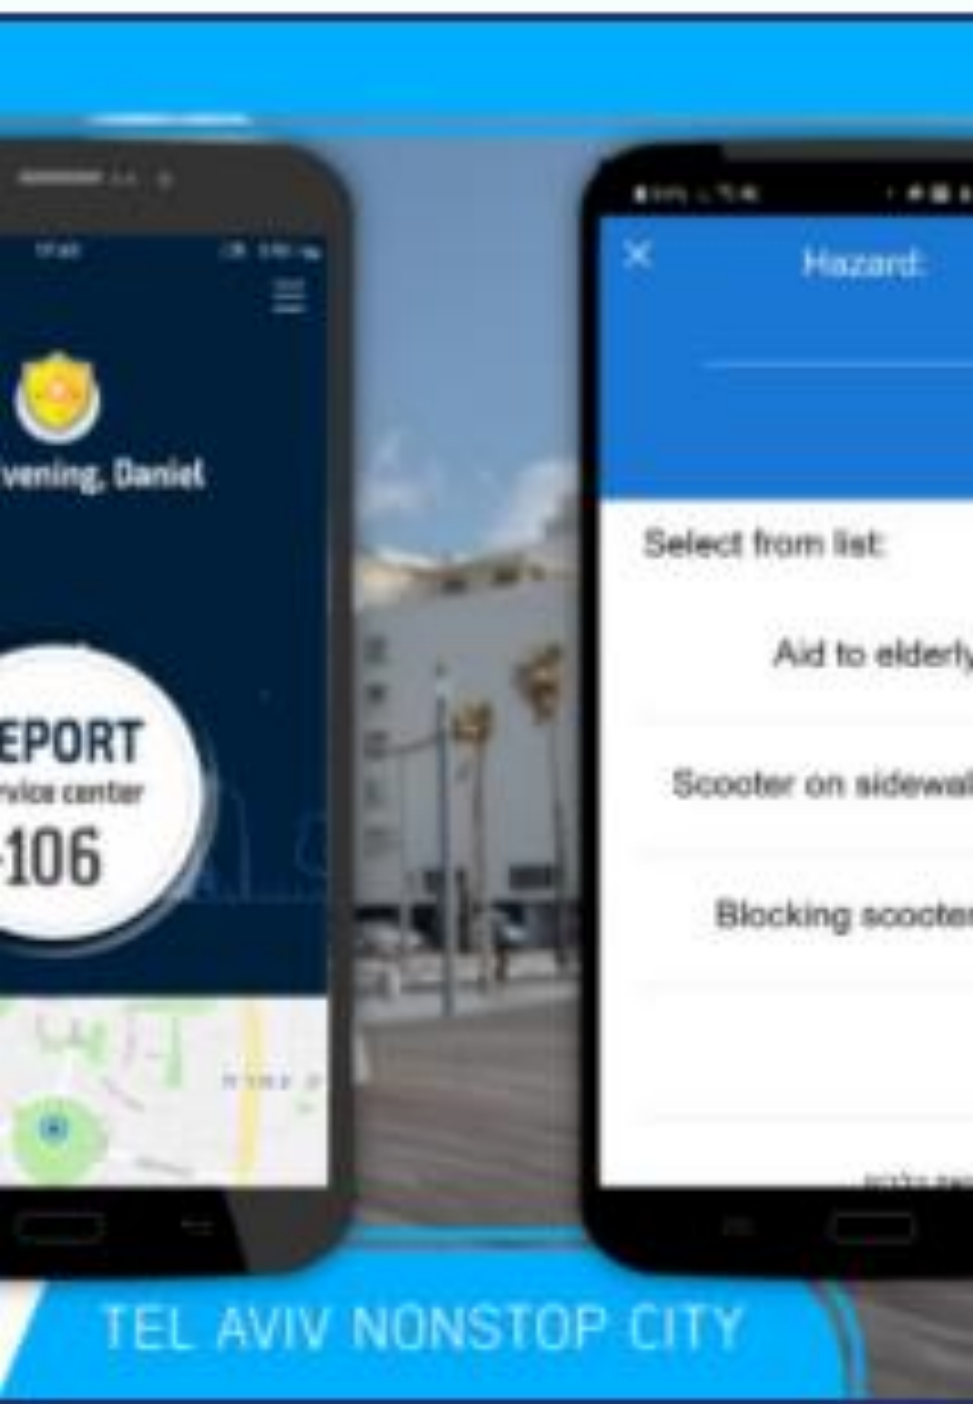 vening, Daniel
EPORT
rvice center
-106
Hazard:
Select from list:
Aid to elderly
Scooter on sidewal
Blocking scooter
TEL AVIV NONSTOP CITY